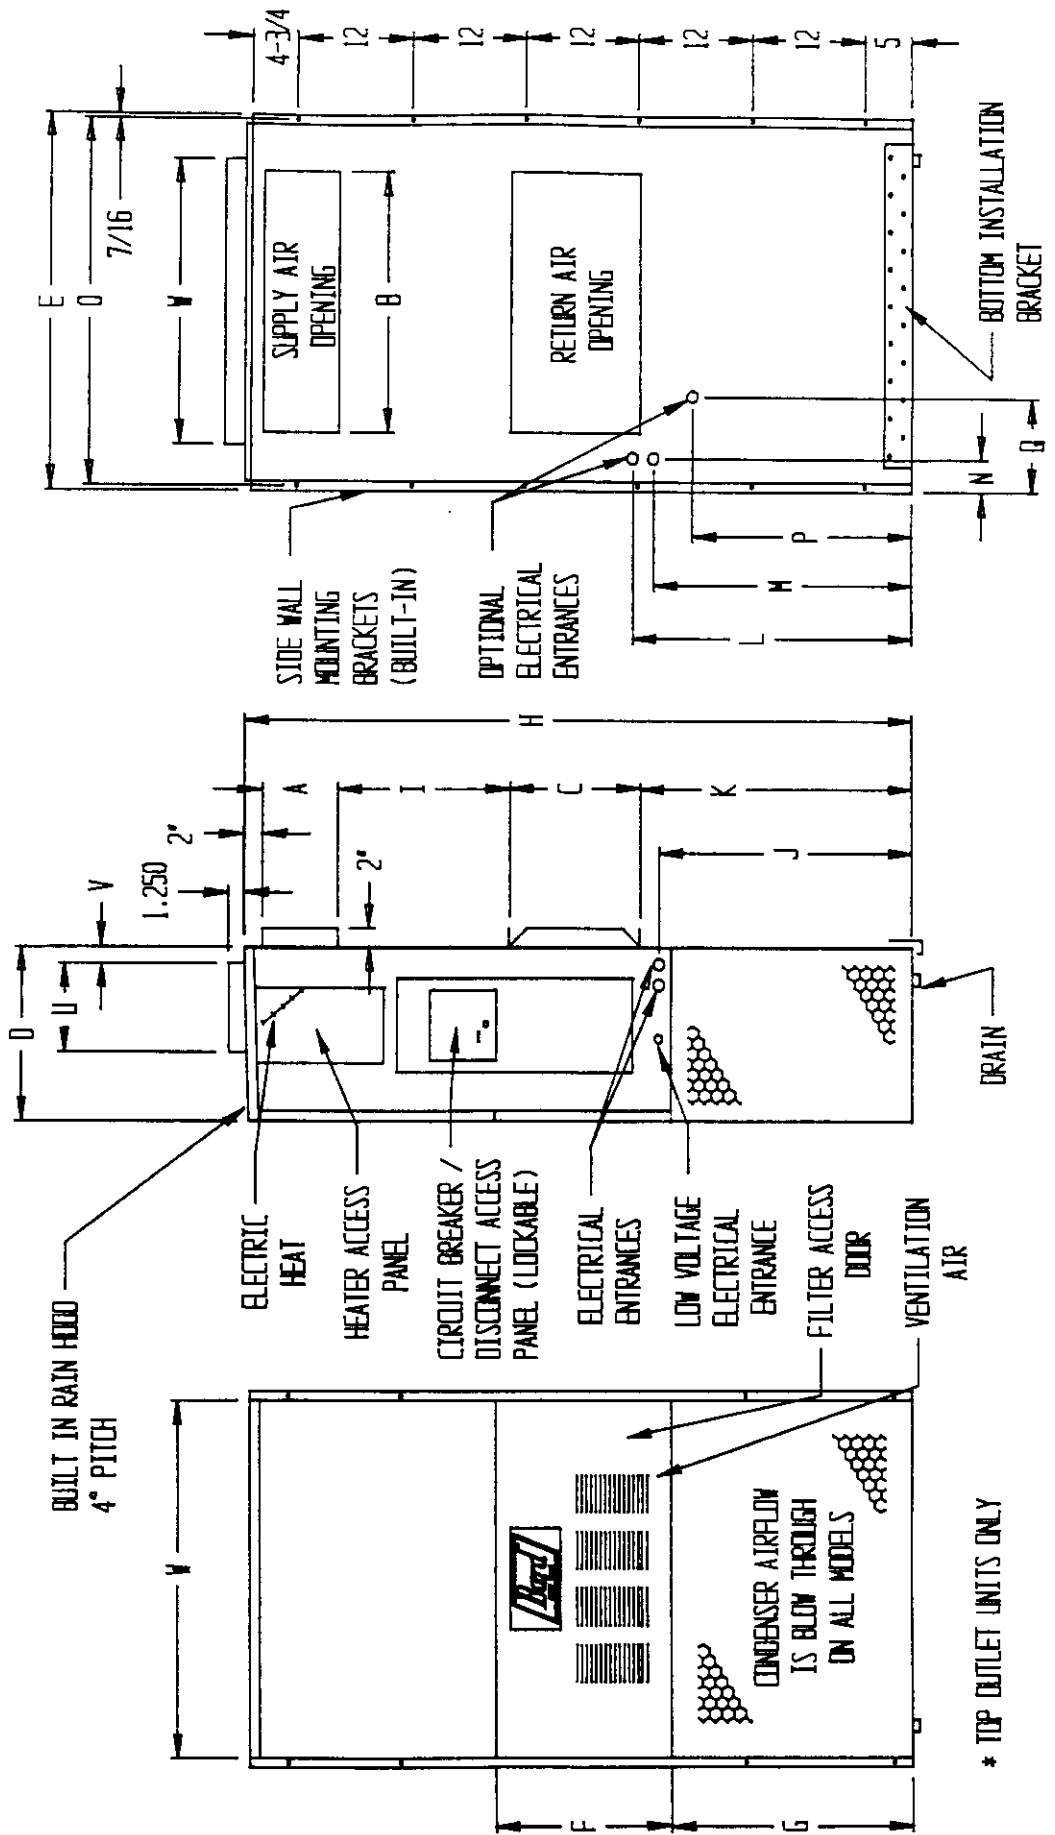 W
F
G
Bard
CONDENSER AIRFLOW
IS BLOW THROUGH
ON ALL MODELS
* TOP OUTLET UNITS ONLY
BUILT IN RAIN HOOD
4° PITCH
ELECTRIC
HEAT
HEATER ACCESS
PANEL
CIRCUIT BREAKER /
DISCONNECT ACCESS
PANEL (LOCKABLE)
ELECTRICAL
ENTRANCES
LOW VOLTAGE
ELECTRICAL
ENTRANCE
FILTER ACCESS
DOOR
VENTILATION
AIR
D
U
V
1.250
2"
A
2"
I
C
K
J
H
DRAIN
SIDE WALL
MOUNTING
BRACKETS
(BUILT-IN)
OPTIONAL
ELECTRICAL
ENTRANCES
L
M
P
N
Q
E
O
W
7/16
SUPPLY AIR
OPENING
B
RETURN AIR
OPENING
4-3/4
12
12
12
12
12
5
BOTTOM INSTALLATION
BRACKET